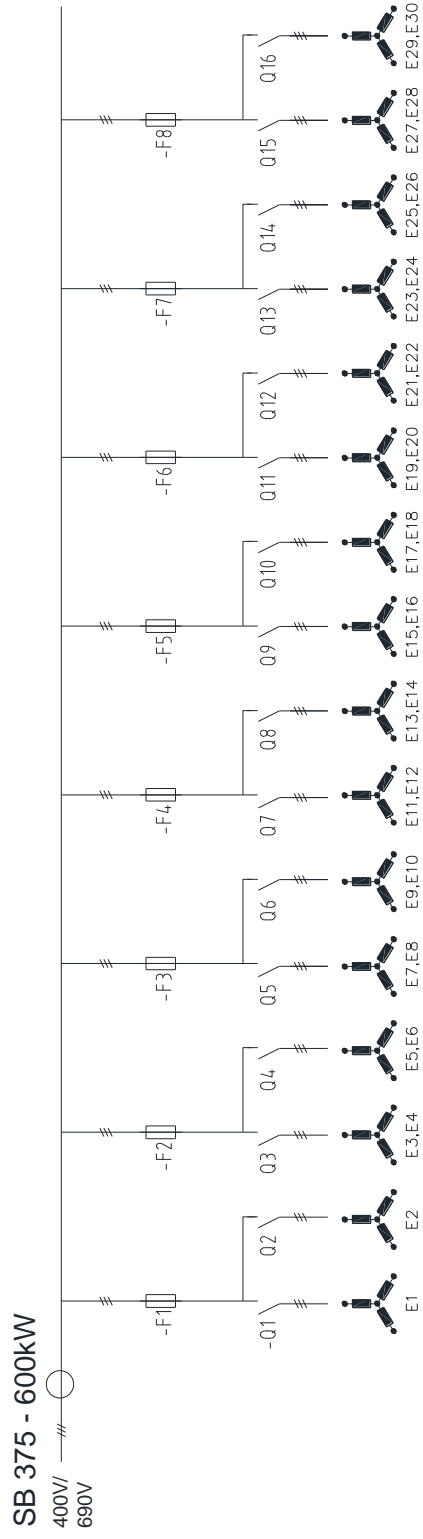 SB 375 - 600kW
400V/
690V
-F1
-F2
-F3
-F4
-F5
-F6
-F7
-F8
-Q1
Q2
Q3
Q4
Q5
Q6
Q7
Q8
Q9
Q10
Q11
Q12
Q13
Q14
Q15
Q16
E1
E2
E3,E4
E5,E6
E7,E8
E9,E10
E11,E12
E13,E14
E15,E16
E17,E18
E19,E20
E21,E22
E23,E24
E25,E26
E27,E28
E29,E30